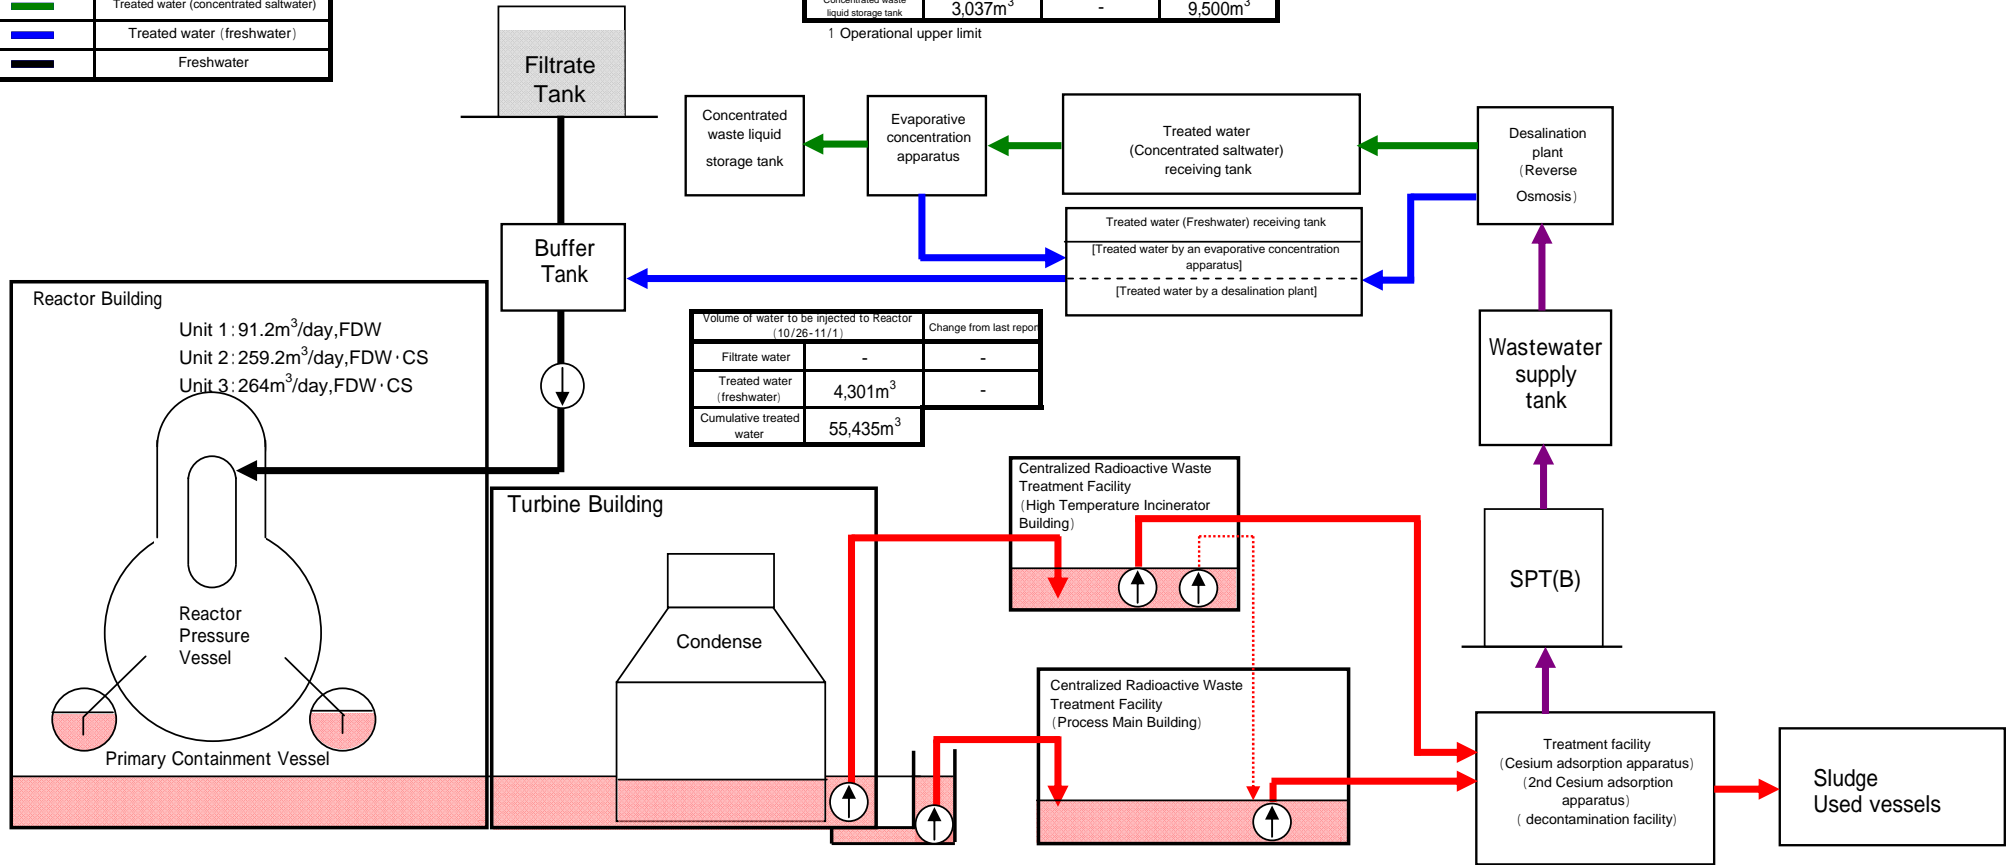 Treated water (concentrated saltwater)
Treated water (freshwater)
Freshwater
Concentrated waste
liquid storage tank
3,037m³
-
9,500m³
1 Operational upper limit
Filtrate
Tank
Concentrated
waste liquid
storage tank
Evaporative
concentration
apparatus
Treated water
(Concentrated saltwater)
receiving tank
Desalination
plant
(Reverse
Osmosis)
Treated water (Freshwater) receiving tank
[Treated water by an evaporative concentration
apparatus]
[Treated water by a desalination plant]
Buffer
Tank
Reactor Building
Unit 1:91.2m³/day,FDW
Unit 2:259.2m³/day,FDW・CS
Unit 3:264m³/day,FDW・CS
Volume of water to be injected to Reactor
(10/26-11/1)
Change from last repor
Filtrate water
-
-
Treated water
(freshwater)
4,301m³
-
Cumulative treated
water
55,435m³
Wastewater
supply
tank
Centralized Radioactive Waste
Treatment Facility
(High Temperature Incinerator
Building)
Turbine Building
SPT(B)
Reactor
Pressure
Vessel
Condense
Centralized Radioactive Waste
Treatment Facility
(Process Main Building)
Primary Containment Vessel
Treatment facility
(Cesium adsorption apparatus)
(2nd Cesium adsorption
apparatus)
( decontamination facility)
Sludge
Used vessels